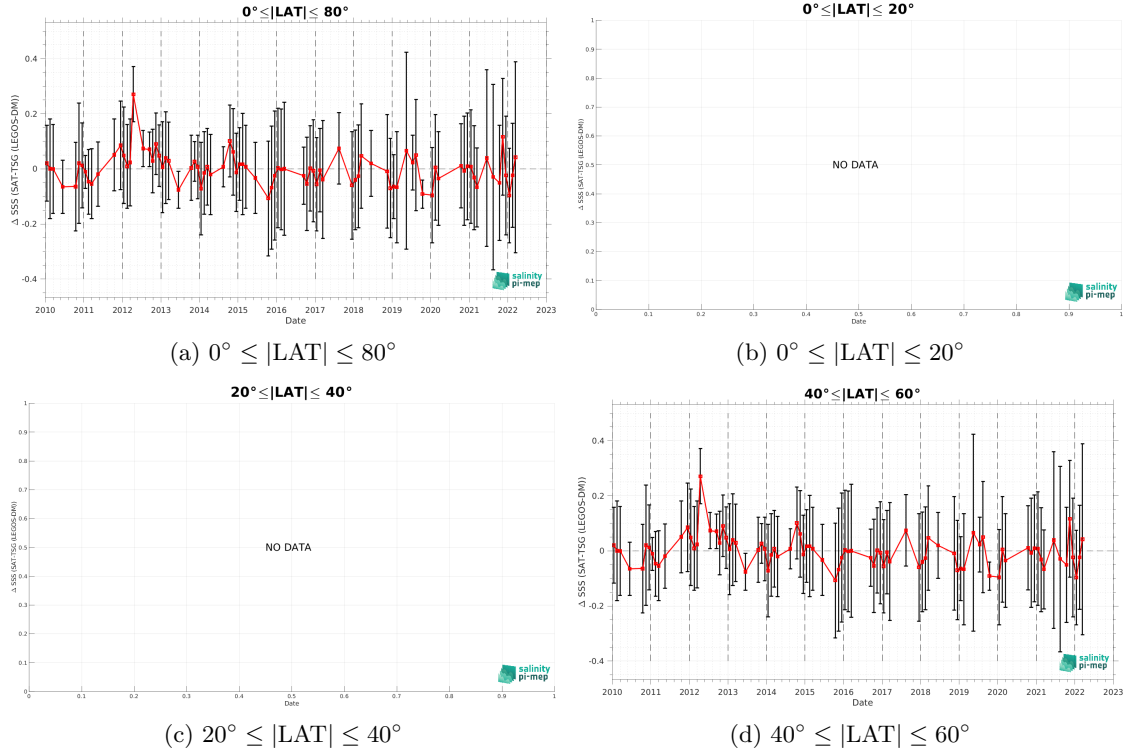 0°≤|LAT|≤ 80°
Δ SSS (SAT-TSG (LEGOS-DM))
0.4
0.2
0
-0.2
-0.4
2010 2011 2012 2013 2014 2015 2016 2017 2018 2019 2020 2021 2022 2023
Date
salinity
pi-mep
(a) 0° ≤ |LAT| ≤ 80°
0°≤|LAT|≤ 20°
Δ SSS (SAT-TSG (LEGOS-DM))
1
0.9
0.8
0.7
0.6
0.5
0.4
0.3
0.2
0.1
0
NO DATA
0 0.1 0.2 0.3 0.4 0.5 0.6 0.7 0.8 0.9 1
Date
salinity
pi-mep
(b) 0° ≤ |LAT| ≤ 20°
20°≤|LAT|≤ 40°
Δ SSS (SAT-TSG (LEGOS-DM))
1
0.9
0.8
0.7
0.6
0.5
0.4
0.3
0.2
0.1
0
NO DATA
0 0.1 0.2 0.3 0.4 0.5 0.6 0.7 0.8 0.9 1
Date
salinity
pi-mep
(c) 20° ≤ |LAT| ≤ 40°
40°≤|LAT|≤ 60°
Δ SSS (SAT-TSG (LEGOS-DM))
0.4
0.2
0
-0.2
-0.4
2010 2011 2012 2013 2014 2015 2016 2017 2018 2019 2020 2021 2022 2023
Date
salinity
pi-mep
(d) 40° ≤ |LAT| ≤ 60°